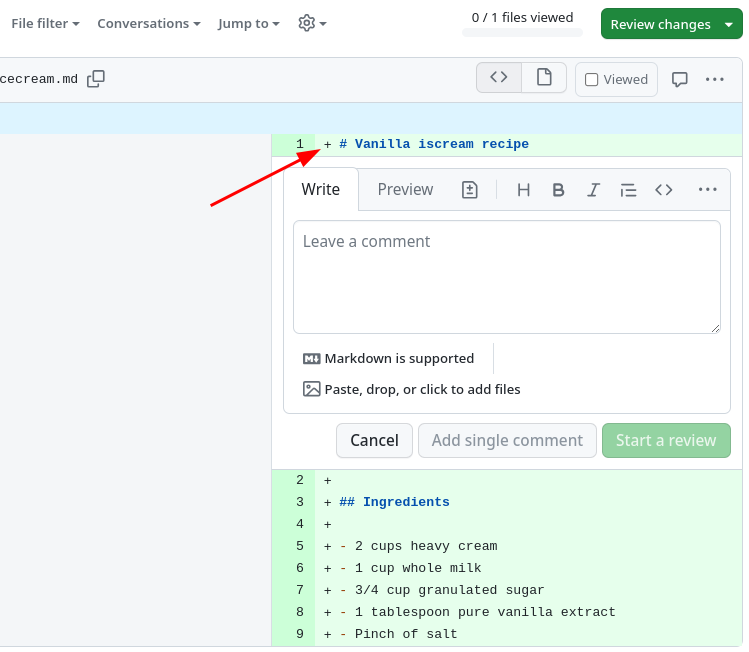 File filter Conversations Jump to 0 / 1 files viewed Review changes
cecream.md Viewed
1 + # Vanilla iscream recipe
Write Preview
Leave a comment
Markdown is supported
Paste, drop, or click to add files
Cancel Add single comment Start a review
2 +
3 + ## Ingredients
4 +
5 + - 2 cups heavy cream
6 + - 1 cup whole milk
7 + - 3/4 cup granulated sugar
8 + - 1 tablespoon pure vanilla extract
9 + - Pinch of salt